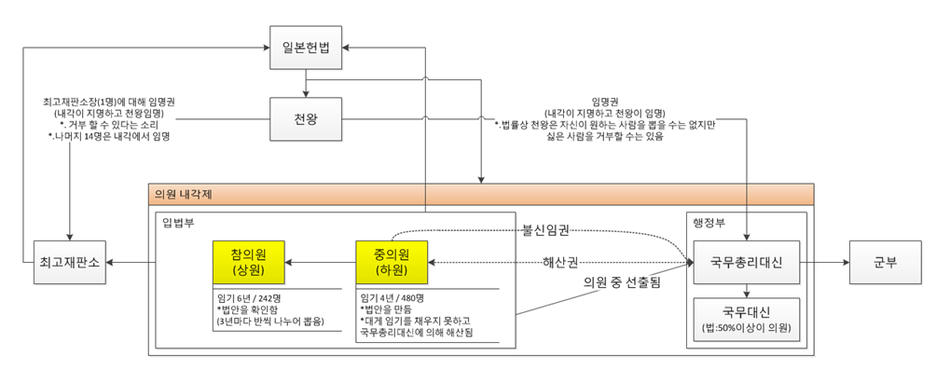 일본헌법
천왕
최고재판소장(1명)에 대해 임명권
(내각이 지명하고 천왕임명)
*. 거부 할 수 있다는 소리
*.나머지 14명은 내각에서 임명
임명권
(내각이 지명하고 천왕이 임명)
*.법률상 천왕은 자신이 원하는 사람을 뽑을 수는 없지만
싫은 사람을 거부할 수는 있음
의원 내각제
입법부
행정부
최고재판소
참의원
(상원)
임기 6년 / 242명
*법안을 확인함
(3년마다 반씩 나누어 뽑음)
중의원
(하원)
임기 4년 / 480명
*법안을 만듬
*대게 임기를 채우지 못하고
국무총리대신에 의해 해산됨
불신임권
해산권
의원 중 선출됨
국무총리대신
국무대신
(법:50%이상이 의원)
군부